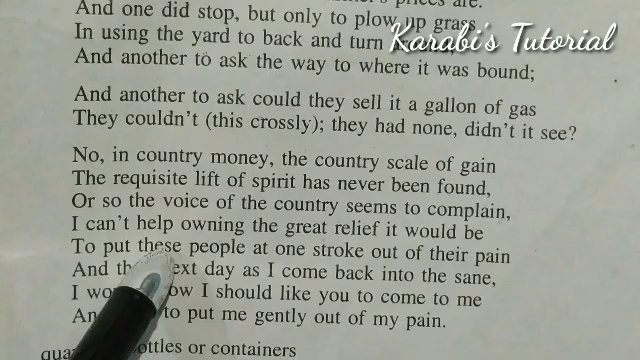 prices are.
And one did stop, but only to plow up grass
In using the yard to back and turn
Karabi's Tutorial
And another to ask the way to where it was bound;
And another to ask could they sell it a gallon of gas
They couldn't (this crossly); they had none, didn't it see?
No, in country money, the country scale of gain
The requisite lift of spirit has never been found,
Or so the voice of the country seems to complain,
I can't help owning the great relief it would be
To put these people at one stroke out of their pain
And next day as I come back into the sane,
I I should like you to come to me
to put me gently out of my pain.
or containers